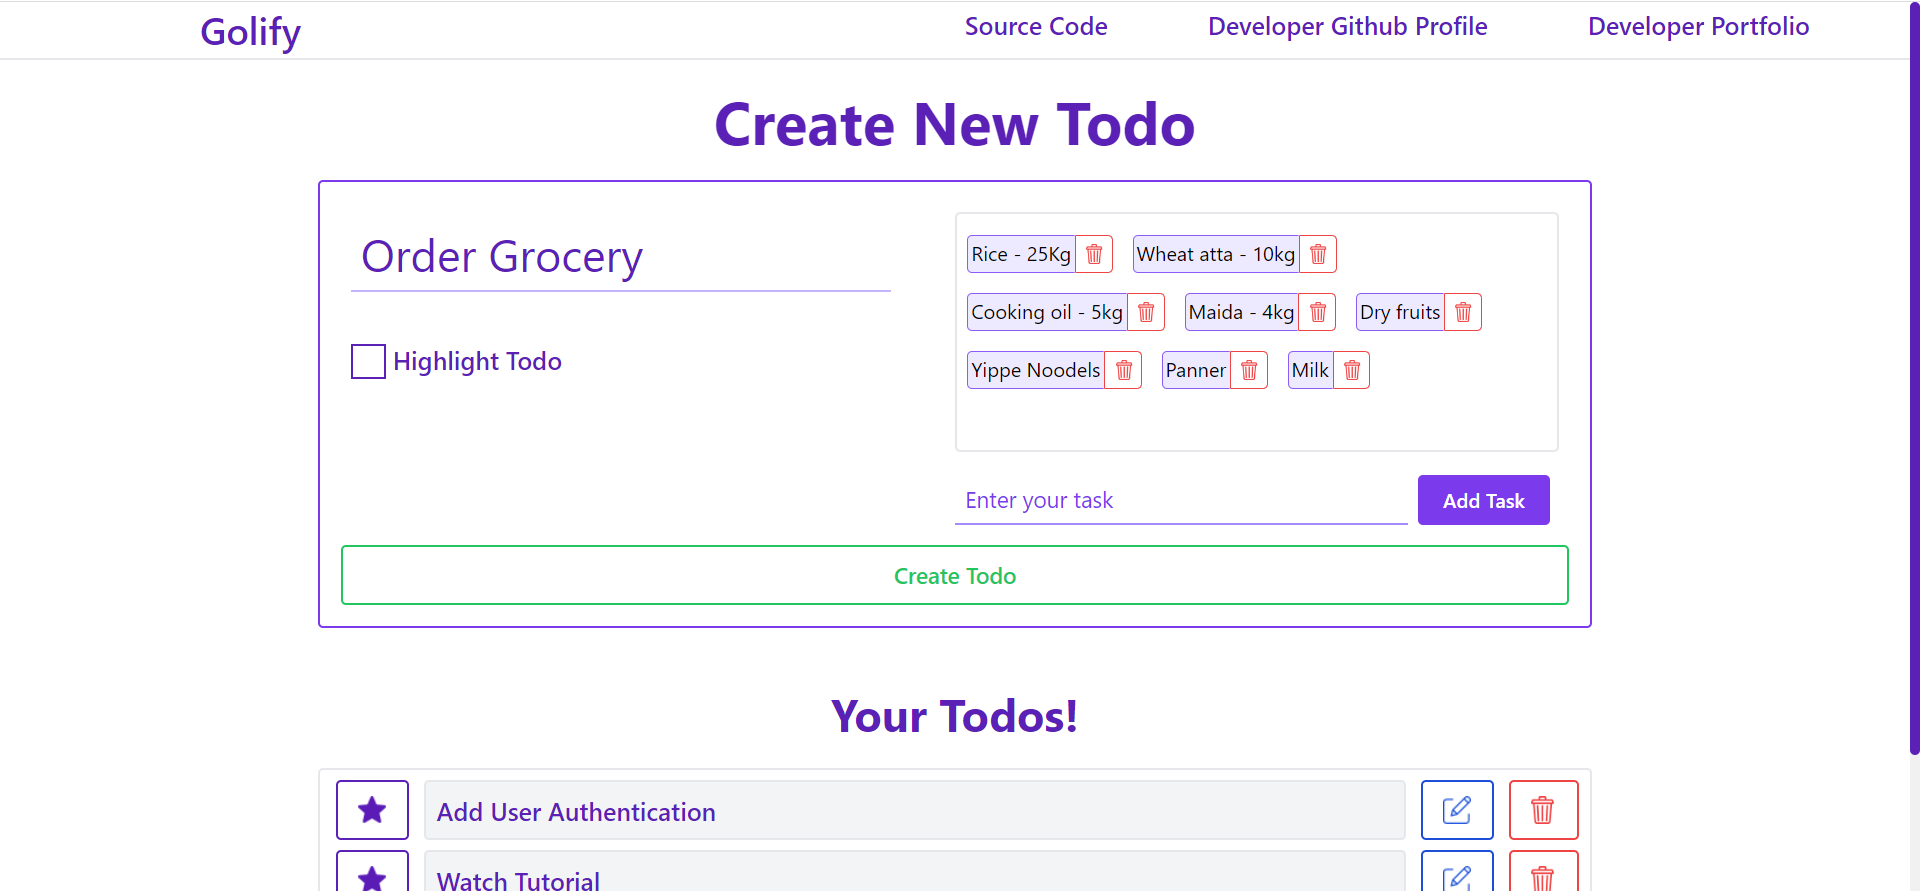 Golify
Source Code
Developer Github Profile
Developer Portfolio
Create New Todo
Order Grocery
Highlight Todo
Rice - 25Kg
Wheat atta - 10kg
Cooking oil - 5kg
Maida - 4kg
Dry fruits
Yippe Noodels
Panner
Milk
Enter your task
Add Task
Create Todo
Your Todos!
Add User Authentication
Watch Tutorial